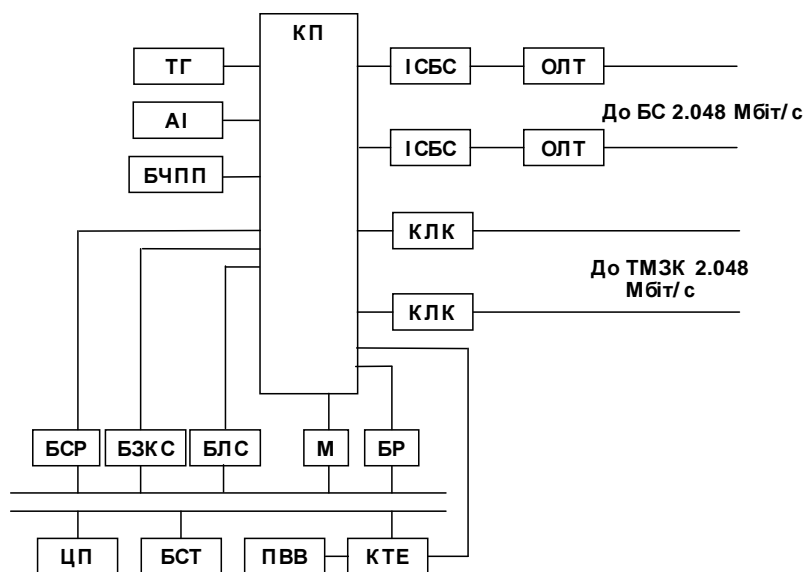 КП
ТГ
ІСБС
ОЛТ
АІ
До БС 2.048 Мбіт/с
ІСБС
ОЛТ
БЧПП
КЛК
До ТМЗК 2.048
Мбіт/с
КЛК
БСР
БЗКС
БЛС
М
БР
ЦП
БСТ
ПВВ
КТЕ